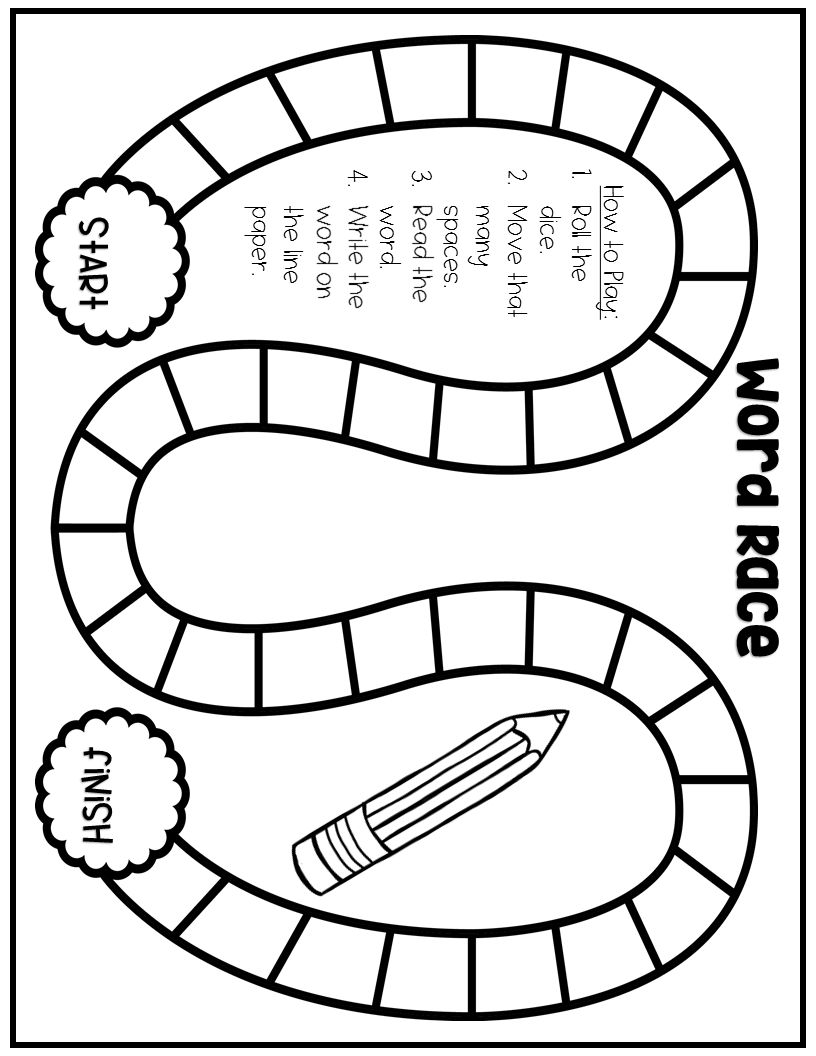 Word Race
How to Play:
1. Roll the
dice.
2. Move that
many
spaces.
3. Read the
word.
4. Write the
word on
the line
paper.
START
FINISH